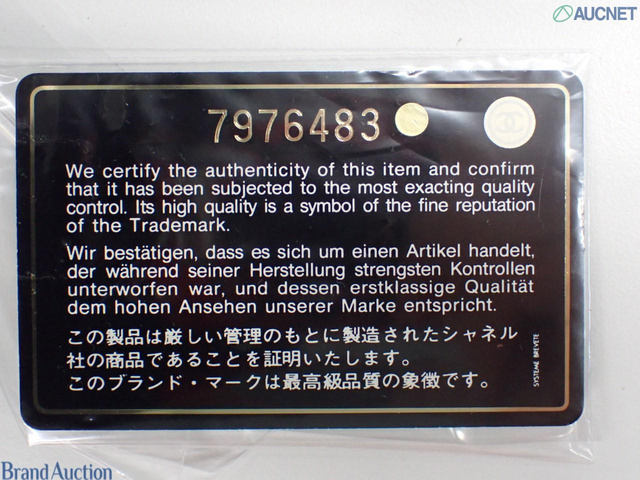 AUCNET
7976483
We certify the authenticity of this item and confirm
that it has been subjected to the most exacting quality
control. Its high quality is a symbol of the fine reputation
of the Trademark.
Wir bestätigen, dass es sich um einen Artikel handelt,
der während seiner Herstellung strengsten Kontrollen
unterworfen war, und dessen erstklassige Qualität
dem hohen Ansehen unserer Marke entspricht.
この製品は厳しい管理のもとに製造されたシャネル
社の商品であることを証明いたします。
このブランド・マークは最高級品質の象徴です。
SYSTEME BREVETE
Brand Auction